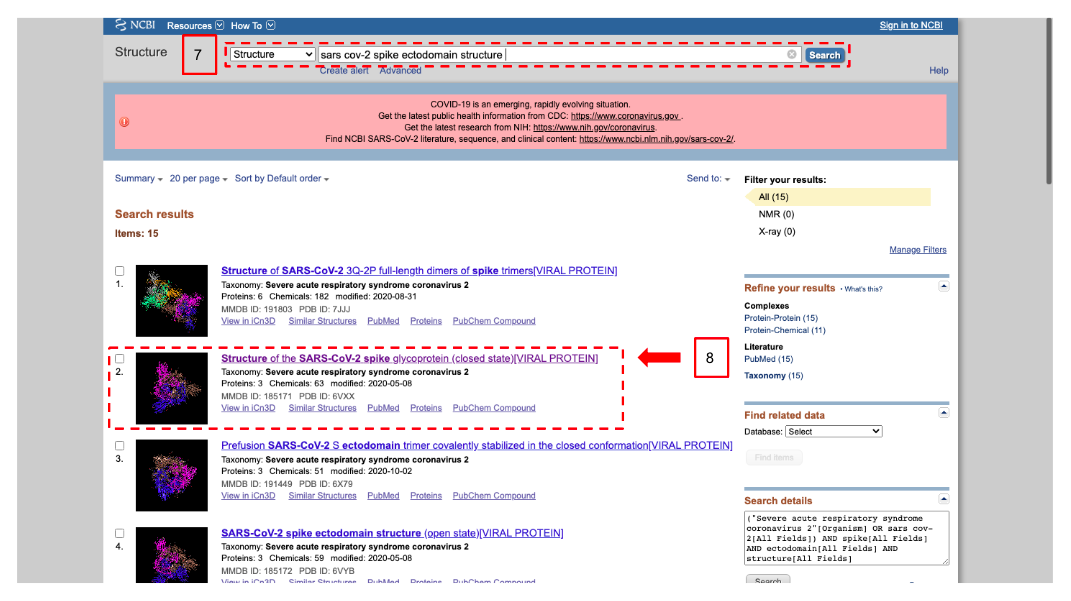 NCBI Resources How To Sign in to NCBI
Structure 7 Structure sars cov-2 spike ectodomain structure Search
Create alert Advanced Help
COVID-19 is an emerging, rapidly evolving situation.
Get the latest public health information from CDC: https://www.coronavirus.gov .
Get the latest research from NIH: https://www.nih.gov/coronavirus.
Find NCBI SARS-CoV-2 literature, sequence, and clinical content: https://www.ncbi.nlm.nih.gov/sars-cov-2/.
Summary 20 per page Sort by Default order Send to:
Search results
Items: 15
1.
Structure of SARS-CoV-2 3Q-2P full-length dimers of spike trimers[VIRAL PROTEIN]
Taxonomy: Severe acute respiratory syndrome coronavirus 2
Proteins: 6 Chemicals: 182 modified: 2020-08-31
MMDB ID: 191803 PDB ID: 7JJJ
View in iCn3D Similar Structures PubMed Proteins PubChem Compound
2.
Structure of the SARS-CoV-2 spike glycoprotein (closed state)[VIRAL PROTEIN]
Taxonomy: Severe acute respiratory syndrome coronavirus 2
Proteins: 3 Chemicals: 63 modified: 2020-05-08
MMDB ID: 185171 PDB ID: 6VXX
View in iCn3D Similar Structures PubMed Proteins PubChem Compound
8
3.
Prefusion SARS-CoV-2 S ectodomain trimer covalently stabilized in the closed conformation[VIRAL PROTEIN]
Taxonomy: Severe acute respiratory syndrome coronavirus 2
Proteins: 3 Chemicals: 51 modified: 2020-10-02
MMDB ID: 191449 PDB ID: 6X79
View in iCn3D Similar Structures PubMed Proteins PubChem Compound
4.
SARS-CoV-2 spike ectodomain structure (open state)[VIRAL PROTEIN]
Taxonomy: Severe acute respiratory syndrome coronavirus 2
Proteins: 3 Chemicals: 59 modified: 2020-05-08
MMDB ID: 185172 PDB ID: 6VYB
View in iCn3D Similar Structures PubMed Proteins PubChem Compound
Filter your results:
All (15)
NMR (0)
X-ray (0)
Manage Filters
Refine your results • What's this?
Complexes
Protein-Protein (15)
Protein-Chemical (11)
Literature
PubMed (15)
Taxonomy (15)
Find related data
Database: Select
Find items
Search details
("Severe acute respiratory syndrome
coronavirus 2"[Organism] OR sars cov-
2[All Fields]) AND spike[All Fields]
AND ectodomain[All Fields] AND
structure[All Fields]
Search